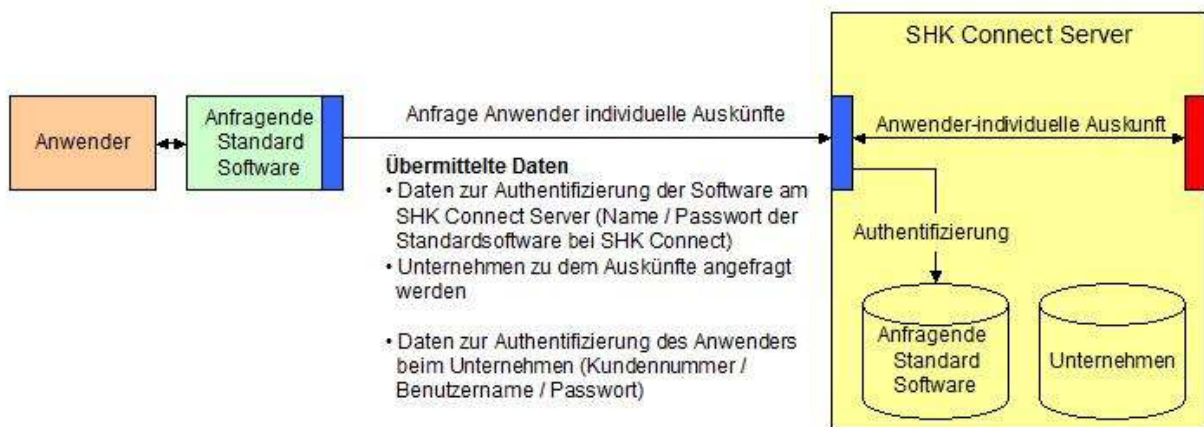 SHK Connect Server
Anwender
Anfragende
Standard
Software
Anfrage Anwender individuelle Auskünfte
Anwender-individuelle Auskunft
Übermittelte Daten
• Daten zur Authentifizierung der Software am
SHK Connect Server (Name / Passwort der
Standardsoftware bei SHK Connect)
• Unternehmen zu dem Auskünfte angefragt
werden
• Daten zur Authentifizierung des Anwenders
beim Unternehmen (Kundennummer /
Benutzername / Passwort)
Authentifizierung
Anfragende
Standard
Software
Unternehmen